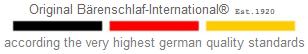 Original Bärenschlaf-International® Est.1920
according the very highest german quality standards